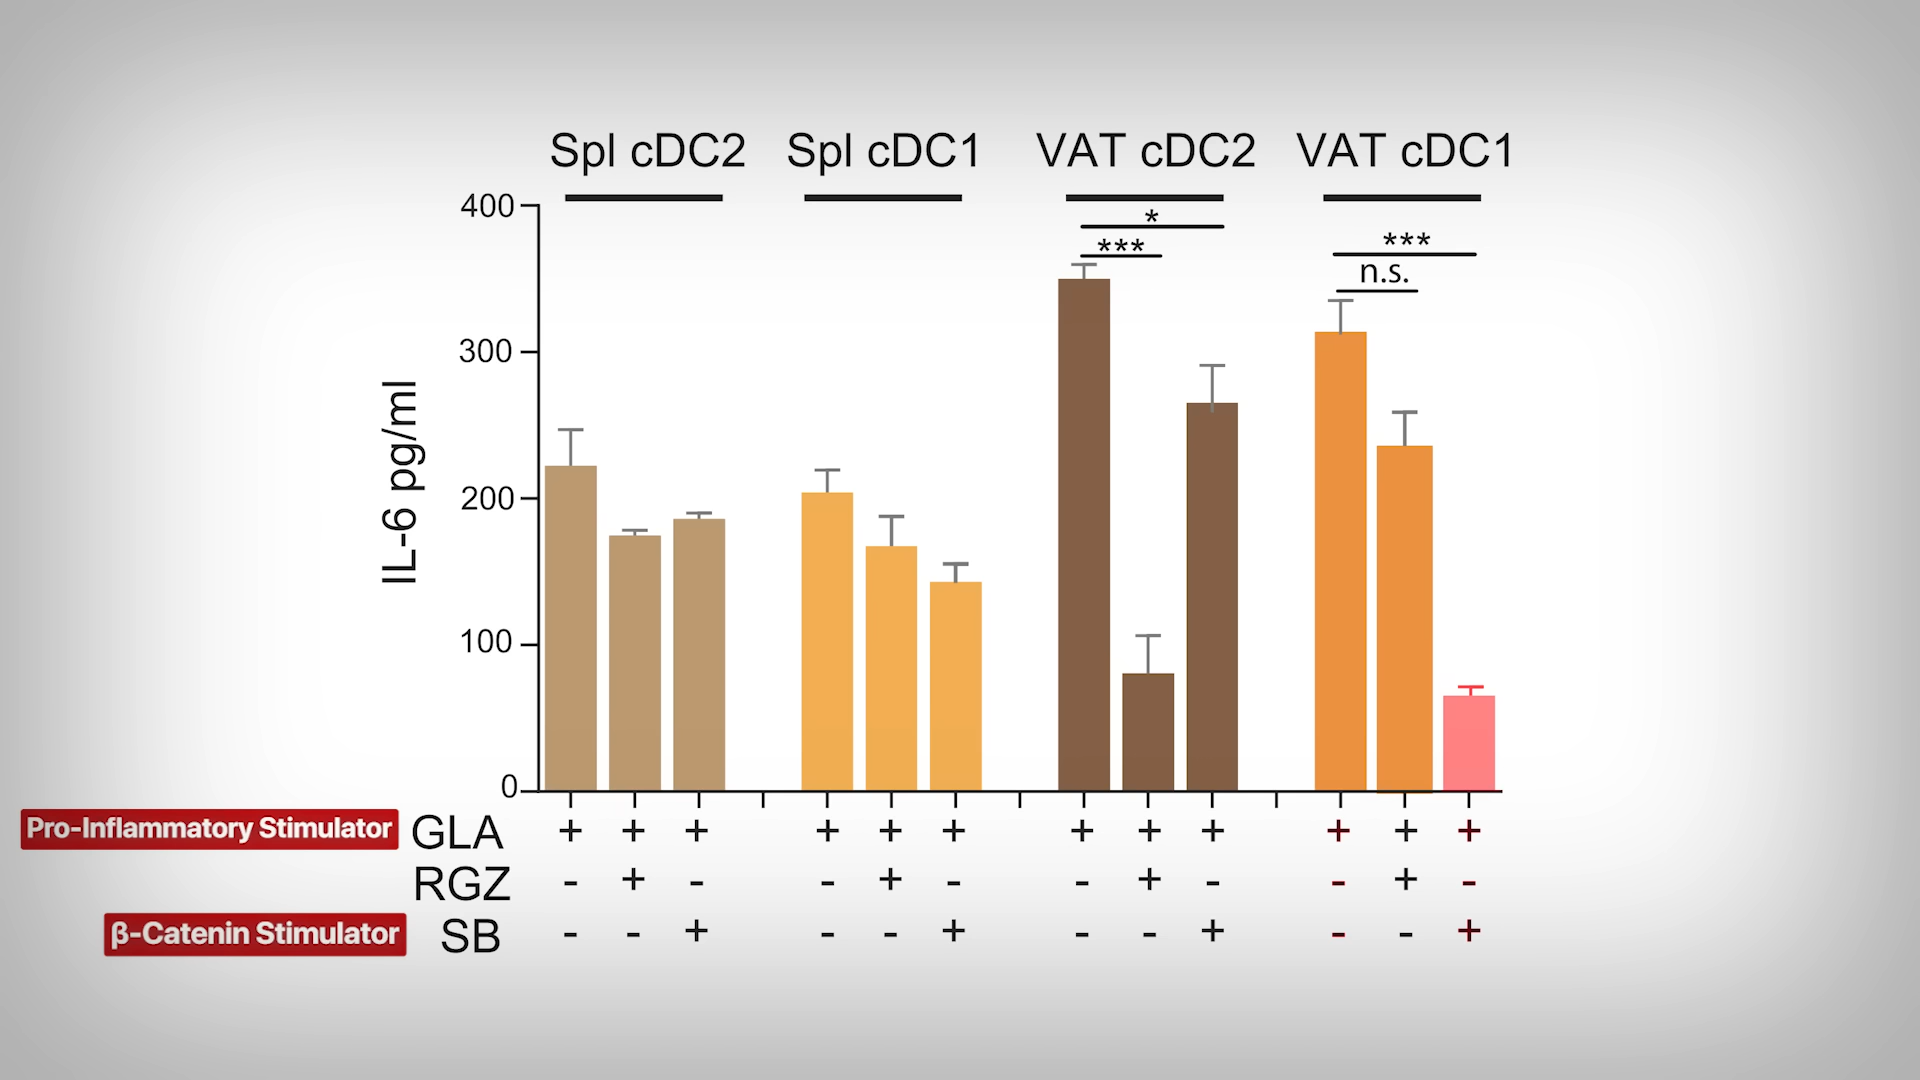 Spl cDC2 Spl cDC1 VAT cDC2 VAT cDC1
400
*
***
***
n.s.
300
200
100
0
IL-6 pg/ml
Pro-Inflammatory Stimulator GLA + + + + + + + + + + + +
RGZ - + - - + - - + - - + -
β-Catenin Stimulator SB - - + - - + - - + - - +